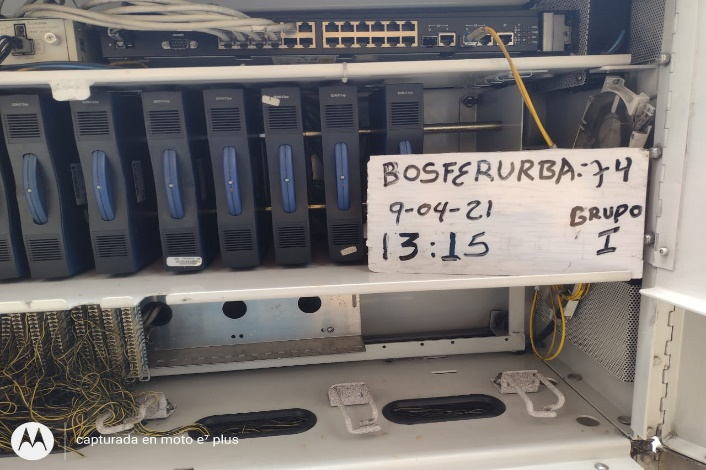 BOSFERURBA-74
9-04-21
GRUPO
13:15
I
capturada en moto e⁷ plus